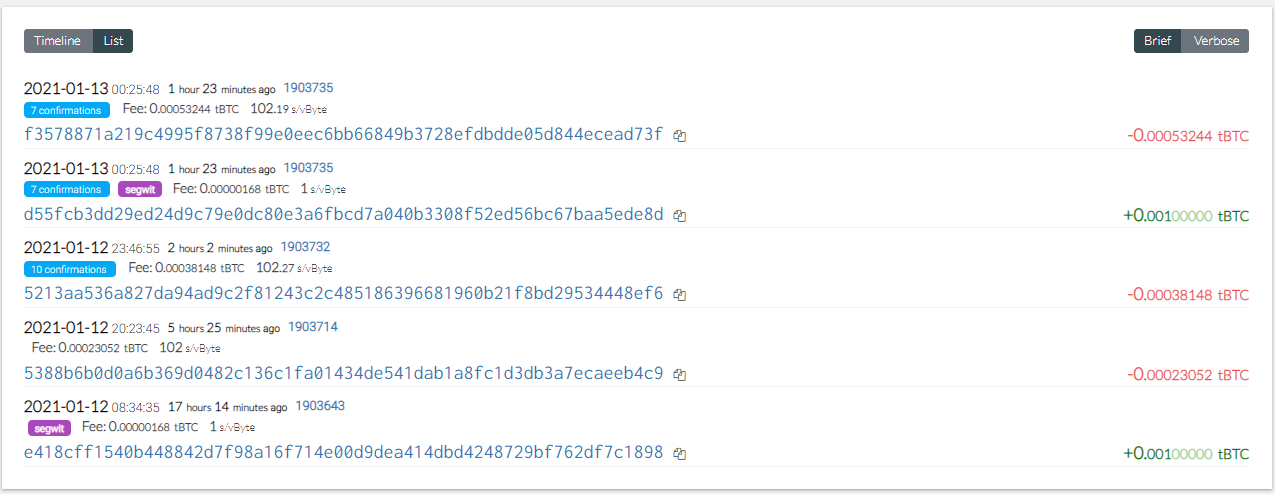 Timeline List Brief Verbose
2021-01-13 00:25:48 1 hour 23 minutes ago 1903735
7 confirmations Fee: 0.00053244 tBTC 102.19 s/vByte
f3578871a219c4995f8738f99e0eec6bb66849b3728efdbdde05d844ecead73f -0.00053244 tBTC
2021-01-13 00:25:48 1 hour 23 minutes ago 1903735
7 confirmations segwit Fee: 0.00000168 tBTC 1 s/vByte
d55fcb3dd29ed24d9c79e0dc80e3a6fbcd7a040b3308f52ed56bc67baa5ede8d +0.00100000 tBTC
2021-01-12 23:46:55 2 hours 2 minutes ago 1903732
10 confirmations Fee: 0.00038148 tBTC 102.27 s/vByte
5213aa536a827da94ad9c2f81243c2c485186396681960b21f8bd29534448ef6 -0.00038148 tBTC
2021-01-12 20:23:45 5 hours 25 minutes ago 1903714
Fee: 0.00023052 tBTC 102 s/vByte
5388b6b0d0a6b369d0482c136c1fa01434de541dab1a8fc1d3db3a7ecaeeb4c9 -0.00023052 tBTC
2021-01-12 08:34:35 17 hours 14 minutes ago 1903643
segwit Fee: 0.00000168 tBTC 1 s/vByte
e418cff1540b448842d7f98a16f714e00d9dea414dbd4248729bf762df7c1898 +0.00100000 tBTC